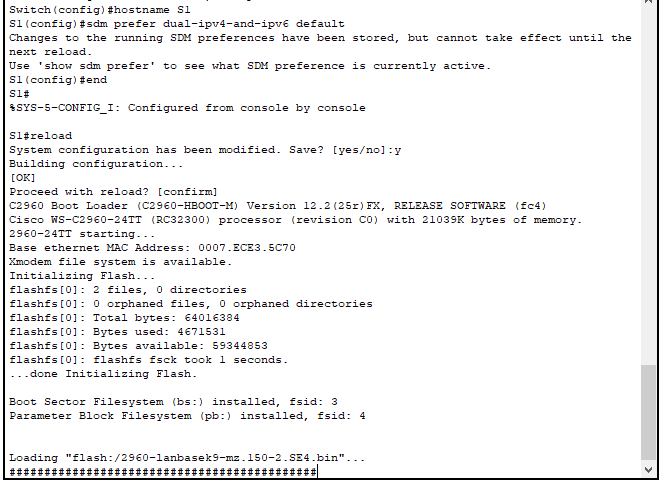 Switch(config)#hostname S1
S1(config)#sdm prefer dual-ipv4-and-ipv6 default
Changes to the running SDM preferences have been stored, but cannot take effect until the
next reload.
Use 'show sdm prefer' to see what SDM preference is currently active.
S1(config)#end
S1#
%SYS-5-CONFIG_I: Configured from console by console
S1#reload
System configuration has been modified. Save? [yes/no]:y
Building configuration...
[OK]
Proceed with reload? [confirm]
C2960 Boot Loader (C2960-HBOOT-M) Version 12.2(25r)FX, RELEASE SOFTWARE (fc4)
Cisco WS-C2960-24TT (RC32300) processor (revision C0) with 21039K bytes of memory.
2960-24TT starting...
Base ethernet MAC Address: 0007.ECE3.5C70
Xmodem file system is available.
Initializing Flash...
flashfs[0]: 2 files, 0 directories
flashfs[0]: 0 orphaned files, 0 orphaned directories
flashfs[0]: Total bytes: 64016384
flashfs[0]: Bytes used: 4671531
flashfs[0]: Bytes available: 59344853
flashfs[0]: flashfs fsck took 1 seconds.
...done Initializing Flash.
Boot Sector Filesystem (bs:) installed, fsid: 3
Parameter Block Filesystem (pb:) installed, fsid: 4
Loading "flash:/2960-lanbasek9-mz.150-2.SE4.bin"...
############################################